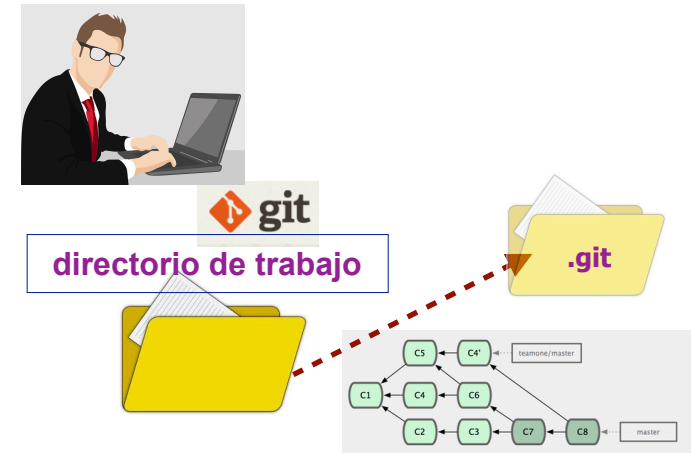 git
directorio de trabajo
.git
C5
C4'
teamone/master
C1
C4
C6
C2
C3
C7
C8
master